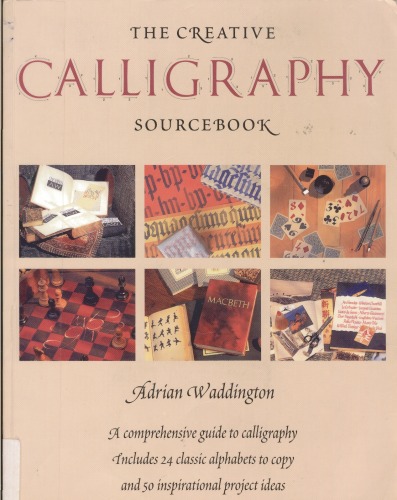 THE CREATIVE
CALLIGRAPHY
SOURCEBOOK
MACBETH
Adrian Waddington
A comprehensive guide to calligraphy
Includes 24 classic alphabets to copy
and 50 inspirational project ideas